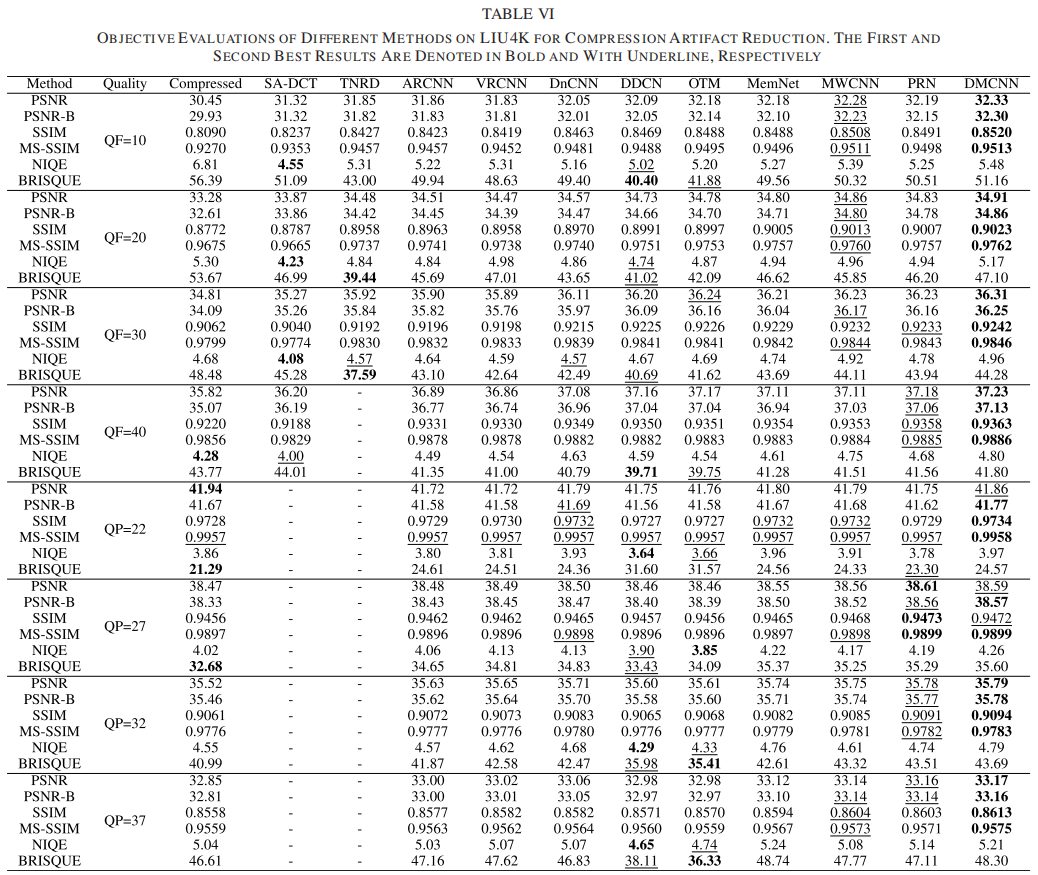 TABLE VI
OBJECTIVE EVALUATIONS OF DIFFERENT METHODS ON LIU4K FOR COMPRESSION ARTIFACT REDUCTION. THE FIRST AND
SECOND BEST RESULTS ARE DENOTED IN BOLD AND WITH UNDERLINE, RESPECTIVELY
Method Quality Compressed SA-DCT TNRD ARCNN VRCNN DnCNN DDCN OTM MemNet MWCNN PRN DMCNN
PSNR 30.45 31.32 31.85 31.86 31.83 32.05 32.09 32.18 32.18 32.28 32.19 32.33
PSNR-B 29.93 31.32 31.82 31.83 31.81 32.01 32.05 32.14 32.10 32.23 32.15 32.30
SSIM 0.8090 0.8237 0.8427 0.8423 0.8419 0.8463 0.8469 0.8488 0.8488 0.8508 0.8491 0.8520
QF=10
MS-SSIM 0.9270 0.9353 0.9457 0.9457 0.9452 0.9481 0.9488 0.9495 0.9496 0.9511 0.9498 0.9513
NIQE 6.81 4.55 5.31 5.22 5.31 5.16 5.02 5.20 5.27 5.39 5.25 5.48
BRISQUE 56.39 51.09 43.00 49.94 48.63 49.40 40.40 41.88 49.56 50.32 50.51 51.16
PSNR 33.28 33.87 34.48 34.51 34.47 34.57 34.73 34.78 34.80 34.86 34.83 34.91
PSNR-B 32.61 33.86 34.42 34.45 34.39 34.47 34.66 34.70 34.71 34.80 34.78 34.86
SSIM 0.8772 0.8787 0.8958 0.8963 0.8958 0.8970 0.8991 0.8997 0.9005 0.9013 0.9007 0.9023
QF=20
MS-SSIM 0.9675 0.9665 0.9737 0.9741 0.9738 0.9740 0.9751 0.9753 0.9757 0.9760 0.9757 0.9762
NIQE 5.30 4.23 4.84 4.84 4.98 4.86 4.74 4.87 4.94 4.96 4.94 5.17
BRISQUE 53.67 46.99 39.44 45.69 47.01 43.65 41.02 42.09 46.62 45.85 46.20 47.10
PSNR 34.81 35.27 35.92 35.90 35.89 36.11 36.20 36.24 36.21 36.23 36.23 36.31
PSNR-B 34.09 35.26 35.84 35.82 35.76 35.97 36.09 36.16 36.04 36.17 36.16 36.25
SSIM 0.9062 0.9040 0.9192 0.9196 0.9198 0.9215 0.9225 0.9226 0.9229 0.9232 0.9233 0.9242
QF=30
MS-SSIM 0.9799 0.9774 0.9830 0.9832 0.9833 0.9839 0.9841 0.9841 0.9842 0.9844 0.9843 0.9846
NIQE 4.68 4.08 4.57 4.64 4.59 4.57 4.67 4.69 4.74 4.92 4.78 4.96
BRISQUE 48.48 45.28 37.59 43.10 42.64 42.49 40.69 41.62 43.69 44.11 43.94 44.28
PSNR 35.82 36.20 - 36.89 36.86 37.08 37.16 37.17 37.11 37.11 37.18 37.23
PSNR-B 35.07 36.19 - 36.77 36.74 36.96 37.04 37.04 36.94 37.03 37.06 37.13
SSIM 0.9220 0.9188 - 0.9331 0.9330 0.9349 0.9350 0.9351 0.9354 0.9353 0.9358 0.9363
QF=40
MS-SSIM 0.9856 0.9829 - 0.9878 0.9878 0.9882 0.9882 0.9883 0.9883 0.9884 0.9885 0.9886
NIQE 4.28 4.00 - 4.49 4.54 4.63 4.59 4.54 4.61 4.75 4.68 4.80
BRISQUE 43.77 44.01 - 41.35 41.00 40.79 39.71 39.75 41.28 41.51 41.56 41.80
PSNR 41.94 - - 41.72 41.72 41.79 41.75 41.76 41.80 41.79 41.75 41.86
PSNR-B 41.67 - - 41.58 41.58 41.69 41.56 41.58 41.67 41.68 41.62 41.77
SSIM 0.9728 - - 0.9729 0.9730 0.9732 0.9727 0.9727 0.9732 0.9732 0.9729 0.9734
QP=22
MS-SSIM 0.9957 - - 0.9957 0.9957 0.9957 0.9957 0.9957 0.9957 0.9957 0.9957 0.9958
NIQE 3.86 - - 3.80 3.81 3.93 3.64 3.66 3.96 3.91 3.78 3.97
BRISQUE 21.29 - - 24.61 24.51 24.36 31.60 31.57 24.56 24.33 23.30 24.57
PSNR 38.47 - - 38.48 38.49 38.50 38.46 38.46 38.55 38.56 38.61 38.59
PSNR-B 38.33 - - 38.43 38.45 38.47 38.40 38.39 38.50 38.52 38.56 38.57
SSIM 0.9456 - - 0.9462 0.9462 0.9465 0.9457 0.9456 0.9465 0.9468 0.9473 0.9472
QP=27
MS-SSIM 0.9897 - - 0.9896 0.9896 0.9898 0.9896 0.9896 0.9897 0.9898 0.9899 0.9899
NIQE 4.02 - - 4.06 4.13 4.13 3.90 3.85 4.22 4.17 4.19 4.26
BRISQUE 32.68 - - 34.65 34.81 34.83 33.43 34.09 35.37 35.25 35.29 35.60
PSNR 35.52 - - 35.63 35.65 35.71 35.60 35.61 35.74 35.75 35.78 35.79
PSNR-B 35.46 - - 35.62 35.64 35.70 35.58 35.60 35.71 35.74 35.77 35.78
SSIM 0.9061 - - 0.9072 0.9073 0.9083 0.9065 0.9068 0.9082 0.9085 0.9091 0.9094
QP=32
MS-SSIM 0.9776 - - 0.9777 0.9776 0.9780 0.9776 0.9777 0.9779 0.9781 0.9782 0.9783
NIQE 4.55 - - 4.57 4.62 4.68 4.29 4.33 4.76 4.61 4.74 4.79
BRISQUE 40.99 - - 41.87 42.58 42.47 35.98 35.41 42.61 43.32 43.51 43.69
PSNR 32.85 - - 33.00 33.02 33.06 32.98 32.98 33.12 33.14 33.16 33.17
PSNR-B 32.81 - - 33.00 33.01 33.05 32.97 32.97 33.10 33.14 33.14 33.16
SSIM 0.8558 - - 0.8577 0.8582 0.8582 0.8571 0.8570 0.8594 0.8604 0.8603 0.8613
QP=37
MS-SSIM 0.9559 - - 0.9563 0.9562 0.9564 0.9560 0.9559 0.9567 0.9573 0.9571 0.9575
NIQE 5.04 - - 5.03 5.07 5.07 4.65 4.74 5.24 5.08 5.14 5.21
BRISQUE 46.61 - - 47.16 47.62 46.83 38.11 36.33 48.74 47.77 47.11 48.30